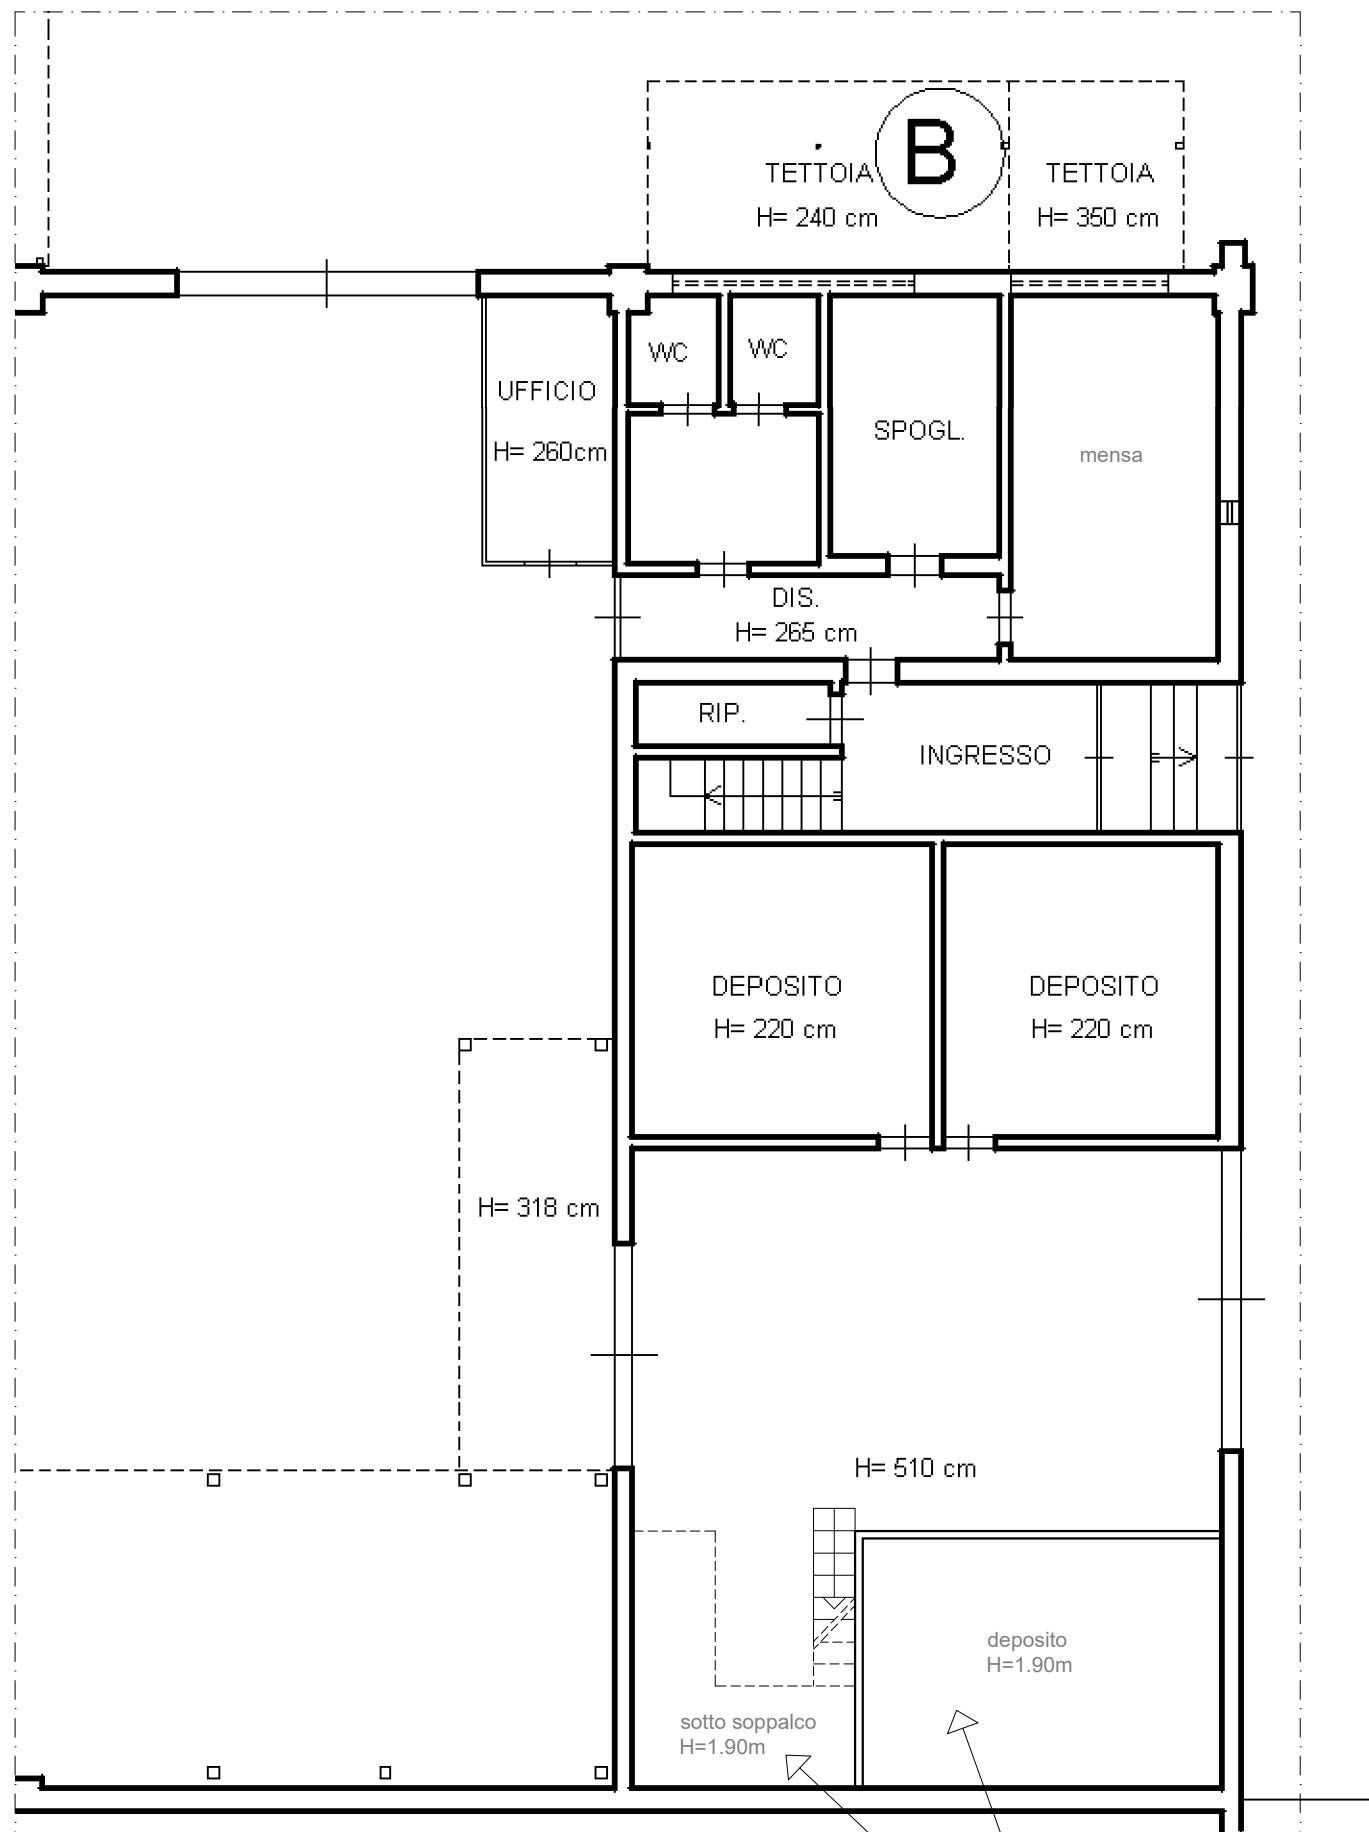 B
TETTOIA
H= 240 cm
TETTOIA
H= 350 cm
WC
WC
UFFICIO
H= 260cm
SPOGL.
mensa
DIS.
H= 265 cm
RIP.
INGRESSO
DEPOSITO
H= 220 cm
DEPOSITO
H= 220 cm
H= 318 cm
H= 510 cm
deposito
H=1.90m
sotto soppalco
H=1.90m